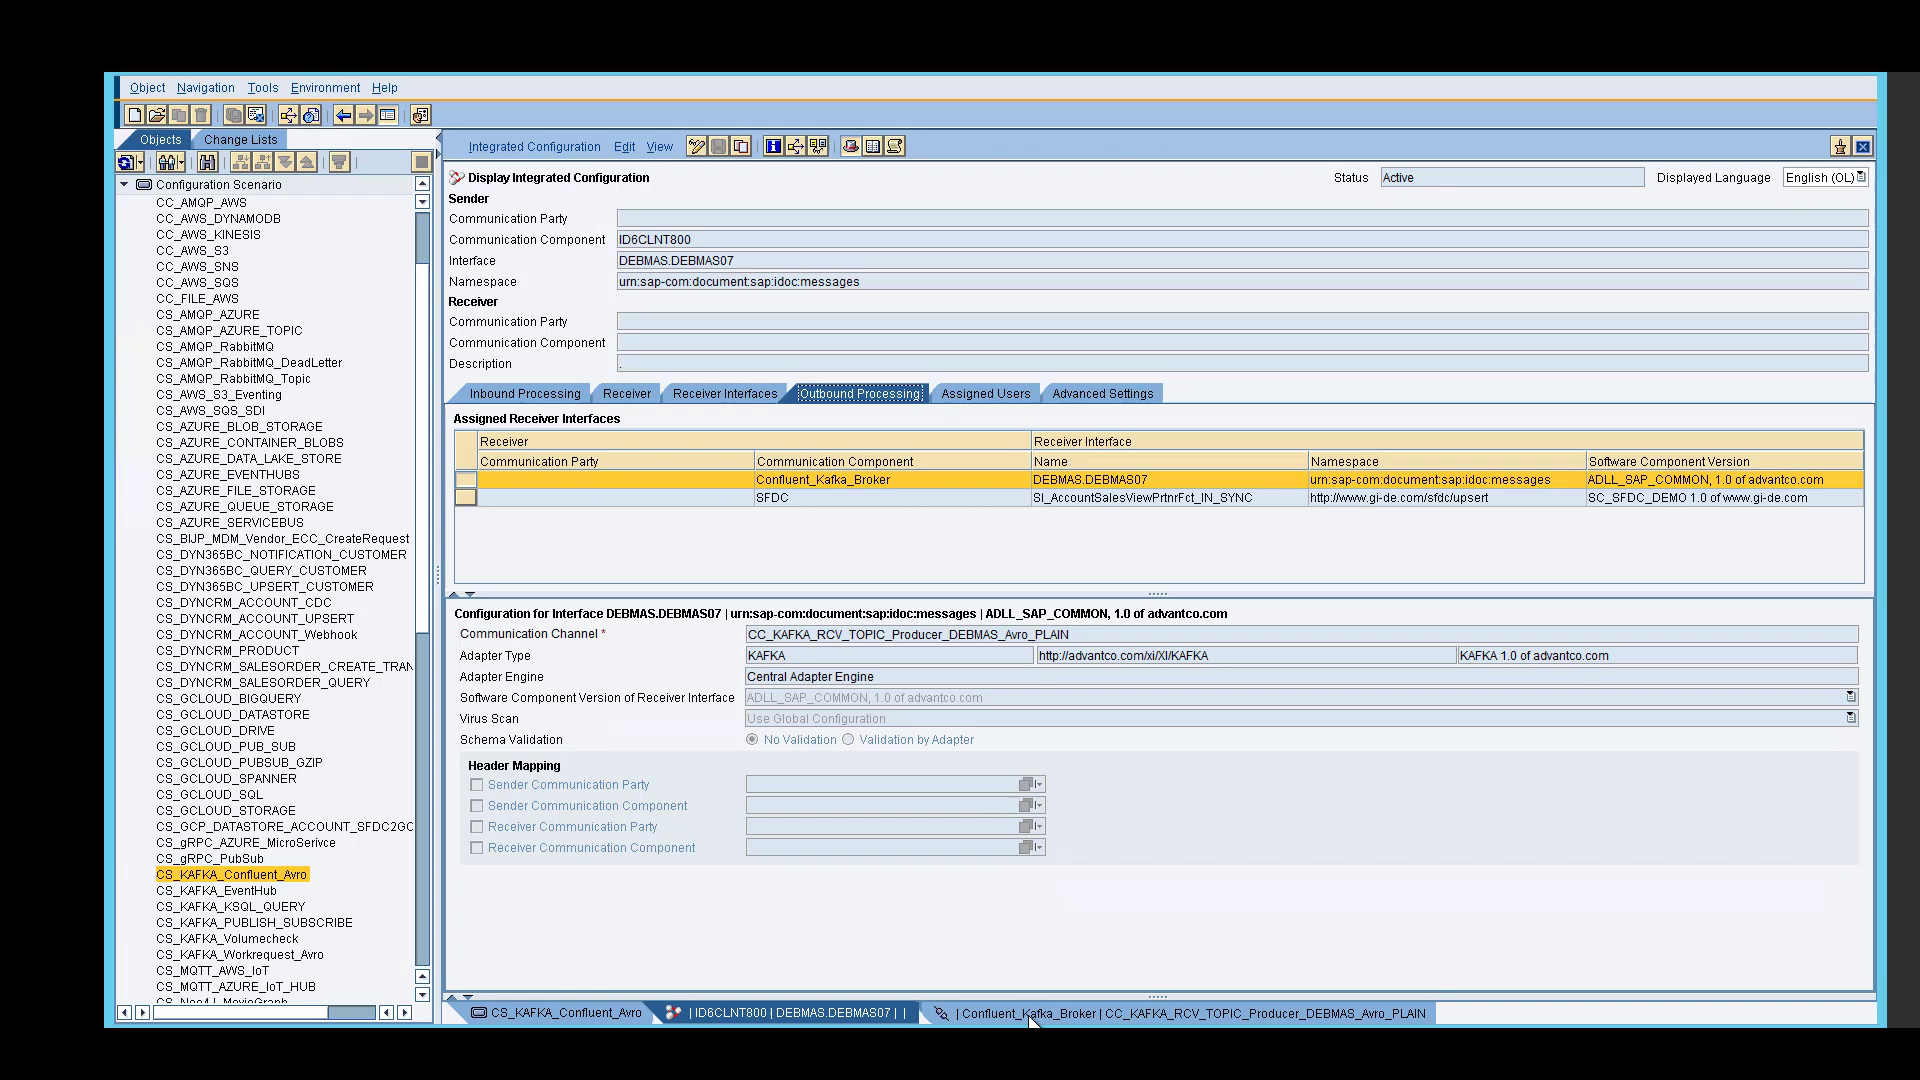 Object Navigation Tools Environment Help
Objects Change Lists
Configuration Scenario
CC_AMQP_AWS
CC_AWS_DYNAMODB
CC_AWS_KINESIS
CC_AWS_S3
CC_AWS_SNS
CC_AWS_SQS
CC_FILE_AWS
CS_AMQP_AZURE
CS_AMQP_AZURE_TOPIC
CS_AMQP_RabbitMQ
CS_AMQP_RabbitMQ_DeadLetter
CS_AMQP_RabbitMQ_Topic
CS_AWS_S3_Eventing
CS_AWS_SQS_SDI
CS_AZURE_BLOB_STORAGE
CS_AZURE_CONTAINER_BLOBS
CS_AZURE_DATA_LAKE_STORE
CS_AZURE_EVENTHUBS
CS_AZURE_FILE_STORAGE
CS_AZURE_QUEUE_STORAGE
CS_AZURE_SERVICEBUS
CS_BIJP_MDM_Vendor_ECC_CreateRequest
CS_DYN365BC_NOTIFICATION_CUSTOMER
CS_DYN365BC_QUERY_CUSTOMER
CS_DYN365BC_UPSERT_CUSTOMER
CS_DYNCRM_ACCOUNT_CDC
CS_DYNCRM_ACCOUNT_UPSERT
CS_DYNCRM_ACCOUNT_Webhook
CS_DYNCRM_PRODUCT
CS_DYNCRM_SALESORDER_CREATE_TRAN
CS_DYNCRM_SALESORDER_QUERY
CS_GCLOUD_BIGQUERY
CS_GCLOUD_DATASTORE
CS_GCLOUD_DRIVE
CS_GCLOUD_PUB_SUB
CS_GCLOUD_PUBSUB_GZIP
CS_GCLOUD_SPANNER
CS_GCLOUD_SQL
CS_GCLOUD_STORAGE
CS_GCP_DATASTORE_ACCOUNT_SFDC2GC
CS_gRPC_AZURE_MicroSerivce
CS_gRPC_PubSub
CS_KAFKA_Confluent_Avro
CS_KAFKA_EventHub
CS_KAFKA_KSQL_QUERY
CS_KAFKA_PUBLISH_SUBSCRIBE
CS_KAFKA_Volumecheck
CS_KAFKA_Workrequest_Avro
CS_MQTT_AWS_IoT
CS_MQTT_AZURE_IoT_HUB
CS_Neo4J_MovieGraph
Integrated Configuration Edit View
Display Integrated Configuration Status Active Displayed Language English (OL)
Sender
Communication Party
Communication Component ID6CLNT800
Interface DEBMAS.DEBMAS07
Namespace urn:sap-com:document:sap:idoc:messages
Receiver
Communication Party
Communication Component
Description .
Inbound Processing Receiver Receiver Interfaces Outbound Processing Assigned Users Advanced Settings
Assigned Receiver Interfaces
Receiver Receiver Interface
Communication Party Communication Component Name Namespace Software Component Version
Confluent_Kafka_Broker DEBMAS.DEBMAS07 urn:sap-com:document:sap:idoc:messages ADLL_SAP_COMMON, 1.0 of advantco.com
SFDC SI_AccountSalesViewPrtnrFct_IN_SYNC http://www.gi-de.com/sfdc/upsert SC_SFDC_DEMO 1.0 of www.gi-de.com
Configuration for Interface DEBMAS.DEBMAS07 | urn:sap-com:document:sap:idoc:messages | ADLL_SAP_COMMON, 1.0 of advantco.com
Communication Channel * CC_KAFKA_RCV_TOPIC_Producer_DEBMAS_Avro_PLAIN
Adapter Type KAFKA http://advantco.com/xi/XI/KAFKA KAFKA 1.0 of advantco.com
Adapter Engine Central Adapter Engine
Software Component Version of Receiver Interface ADLL_SAP_COMMON, 1.0 of advantco.com
Virus Scan Use Global Configuration
Schema Validation No Validation Validation by Adapter
Header Mapping
Sender Communication Party
Sender Communication Component
Receiver Communication Party
Receiver Communication Component
CS_KAFKA_Confluent_Avro | ID6CLNT800 | DEBMAS.DEBMAS07 | | | Confluent_Kafka_Broker | CC_KAFKA_RCV_TOPIC_Producer_DEBMAS_Avro_PLAIN